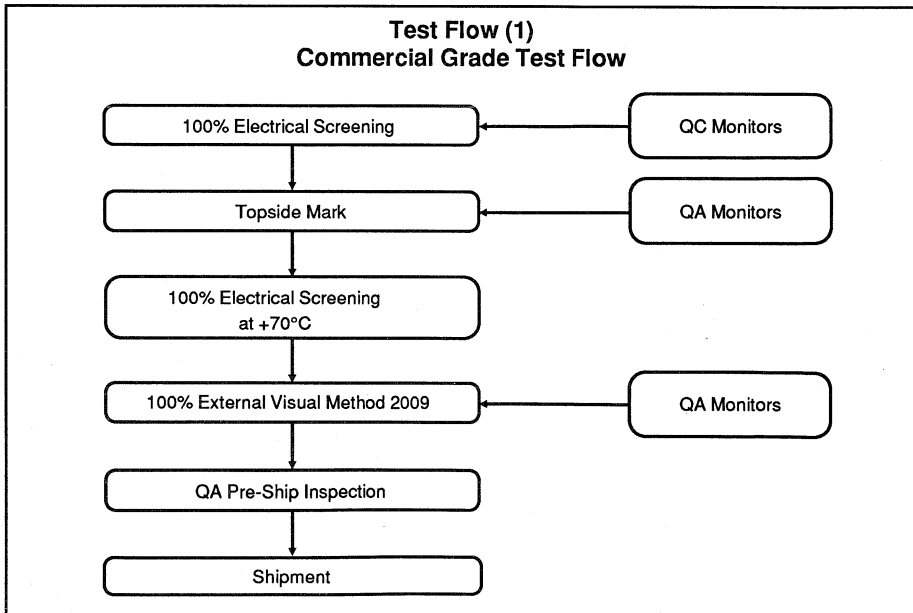 Test Flow (1)
Commercial Grade Test Flow
100% Electrical Screening
QC Monitors
Topside Mark
QA Monitors
100% Electrical Screening
at +70°C
100% External Visual Method 2009
QA Monitors
QA Pre-Ship Inspection
Shipment